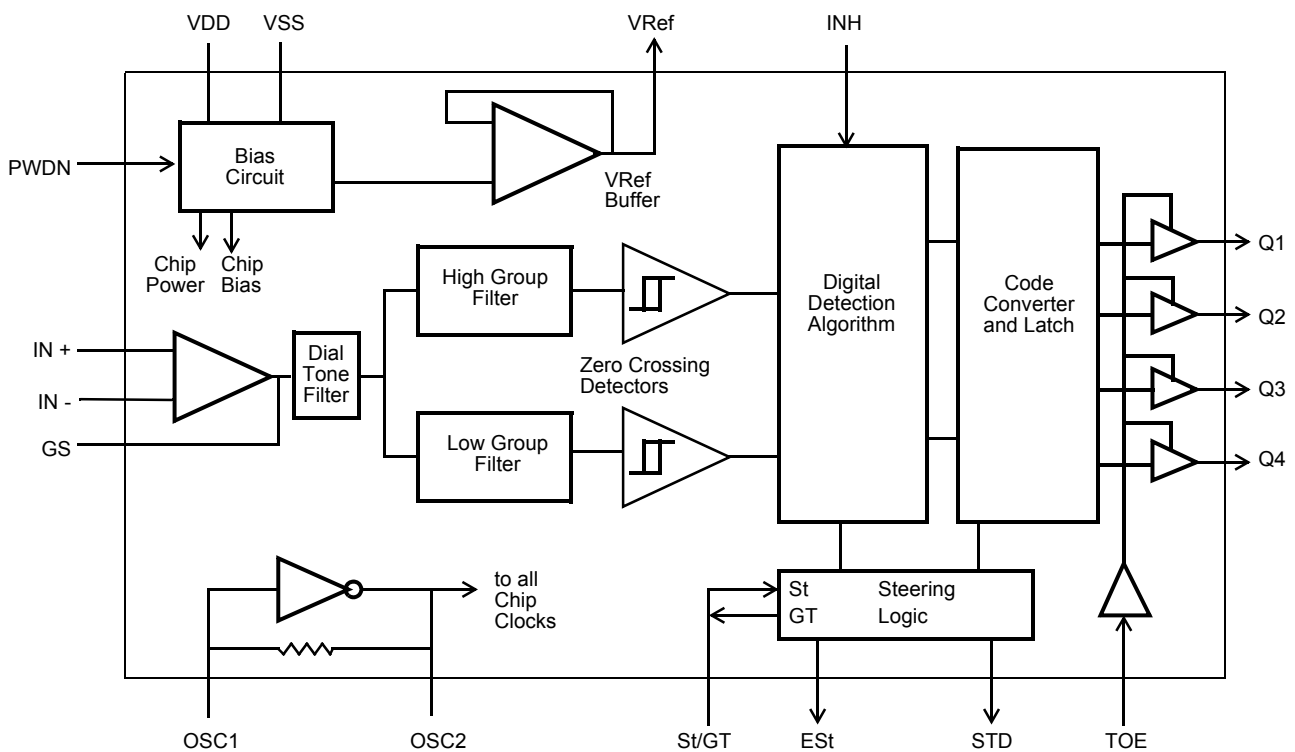 VDD
VSS
VRef
INH
PWDN
Bias
Circuit
VRef
Buffer
Chip
Power
Chip
Bias
High Group
Filter
Digital
Detection
Algorithm
Code
Converter
and Latch
Q1
Q2
Q3
Q4
IN +
IN -
GS
Dial
Tone
Filter
Zero Crossing
Detectors
Low Group
Filter
to all
Chip
Clocks
St
Steering
GT
Logic
OSC1
OSC2
St/GT
ESt
STD
TOE